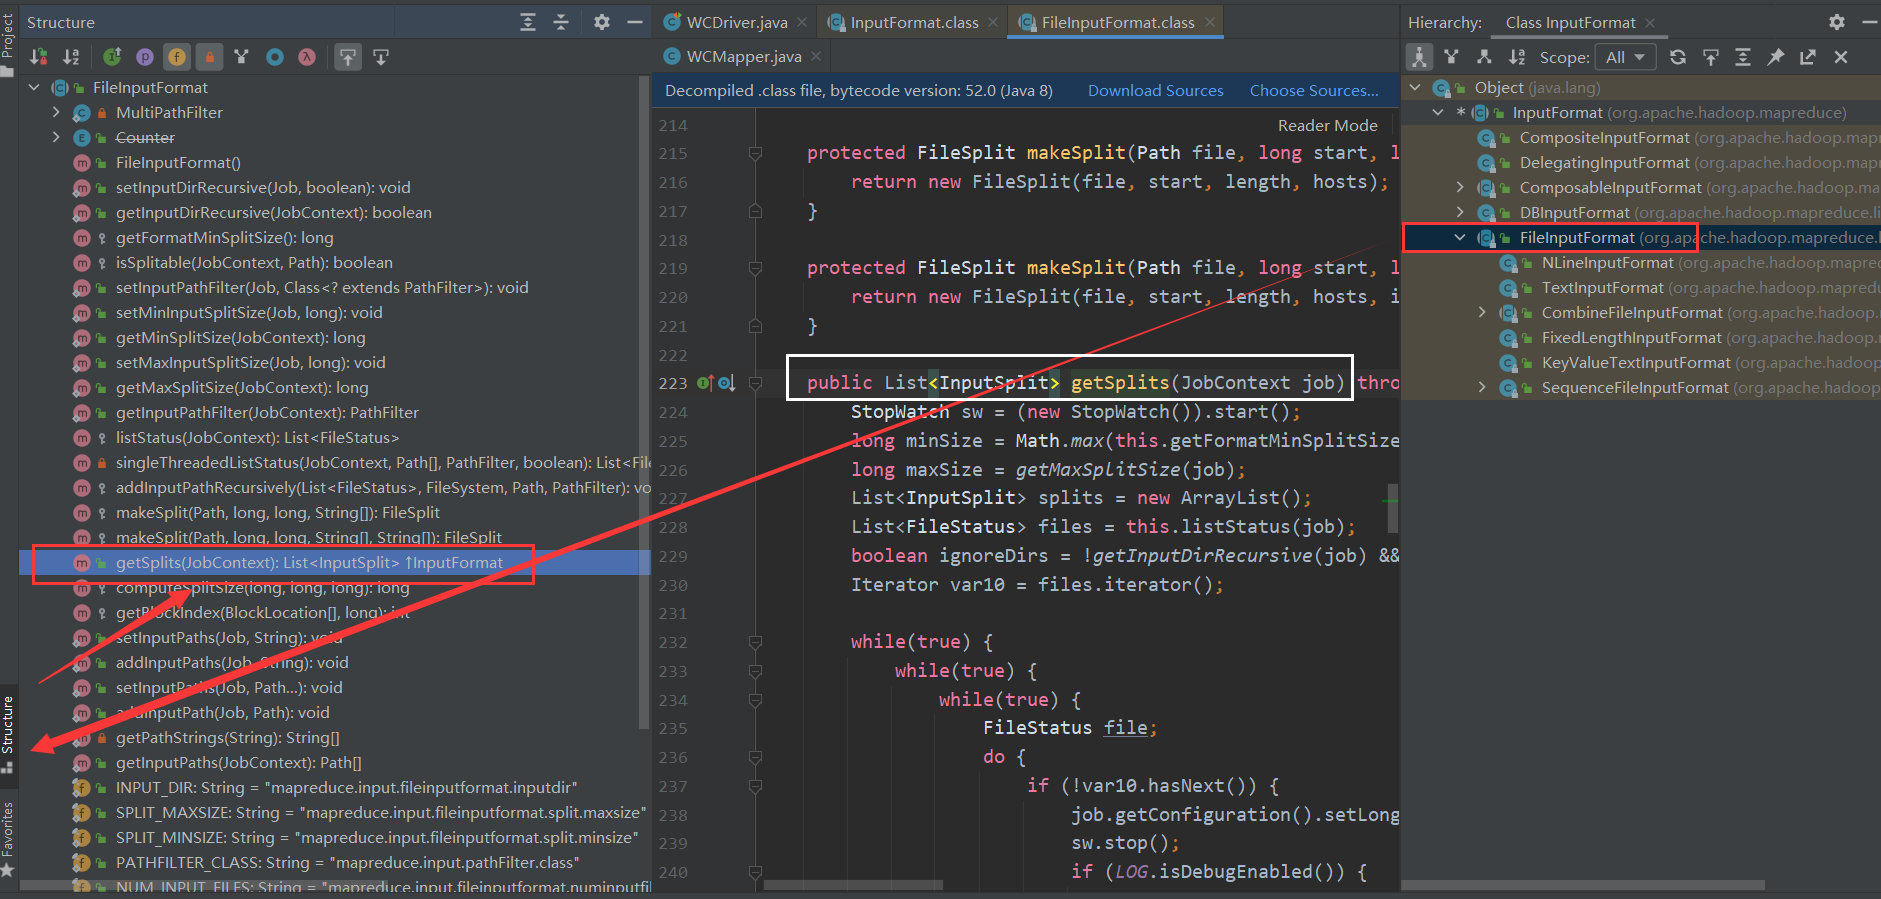 Project
Structure
Favorites
Structure
FileInputFormat
MultiPathFilter
Counter
FileInputFormat()
setInputDirRecursive(Job, boolean): void
getInputDirRecursive(JobContext): boolean
getFormatMinSplitSize(): long
isSplitable(JobContext, Path): boolean
setInputPathFilter(Job, Class<? extends PathFilter>): void
setMinInputSplitSize(Job, long): void
getMinSplitSize(JobContext): long
setMaxInputSplitSize(Job, long): void
getMaxSplitSize(JobContext): long
getInputPathFilter(JobContext): PathFilter
listStatus(JobContext): List<FileStatus>
singleThreadedListStatus(JobContext, Path[], PathFilter, boolean): List<File
addInputPathRecursively(List<FileStatus>, FileSystem, Path, PathFilter): vo
makeSplit(Path, long, long, String[]): FileSplit
makeSplit(Path, long, long, String[], String[]): FileSplit
getSplits(JobContext): List<InputSplit> ↑InputFormat
computeSplitSize(long, long, long): long
getBlockIndex(BlockLocation[], long): int
setInputPaths(Job, String): void
addInputPaths(Job, String): void
setInputPaths(Job, Path...): void
addInputPath(Job, Path): void
getPathStrings(String): String[]
getInputPaths(JobContext): Path[]
INPUT_DIR: String = "mapreduce.input.fileinputformat.inputdir"
SPLIT_MAXSIZE: String = "mapreduce.input.fileinputformat.split.maxsize"
SPLIT_MINSIZE: String = "mapreduce.input.fileinputformat.split.minsize"
PATHFILTER_CLASS: String = "mapreduce.input.pathFilter.class"
NUM_INPUT_FILES: String = "mapreduce.input.fileinputformat.numinputfil
WCDriver.java InputFormat.class FileInputFormat.class
WCMapper.java
Decompiled .class file, bytecode version: 52.0 (Java 8) Download Sources Choose Sources...
Reader Mode
214
215 protected FileSplit makeSplit(Path file, long start, l
216 return new FileSplit(file, start, length, hosts);
217 }
218
219 protected FileSplit makeSplit(Path file, long start, l
220 return new FileSplit(file, start, length, hosts, i
221 }
222
223 public List<InputSplit> getSplits(JobContext job) thro
224 StopWatch sw = (new StopWatch()).start();
225 long minSize = Math.max(this.getFormatMinSplitSize
226 long maxSize = getMaxSplitSize(job);
227 List<InputSplit> splits = new ArrayList();
228 List<FileStatus> files = this.listStatus(job);
229 boolean ignoreDirs = !getInputDirRecursive(job) &&
230 Iterator var10 = files.iterator();
231
232 while(true) {
233 while(true) {
234 while(true) {
235 FileStatus file;
236 do {
237 if (!var10.hasNext()) {
238 job.getConfiguration().setLong
239 sw.stop();
240 if (LOG.isDebugEnabled()) {
Hierarchy: Class InputFormat
Scope: All
Object (java.lang)
* InputFormat (org.apache.hadoop.mapreduce)
CompositeInputFormat (org.apache.hadoop.mapr
DelegatingInputFormat (org.apache.hadoop.map
ComposableInputFormat (org.apache.hadoop.ma
DBInputFormat (org.apache.hadoop.mapreduce.li
FileInputFormat (org.apache.hadoop.mapreduce.l
NLineInputFormat (org.apache.hadoop.mapred
TextInputFormat (org.apache.hadoop.mapredu
CombineFileInputFormat (org.apache.hadoop.
FixedLengthInputFormat (org.apache.hadoop.m
KeyValueTextInputFormat (org.apache.hadoop
SequenceFileInputFormat (org.apache.hadoop